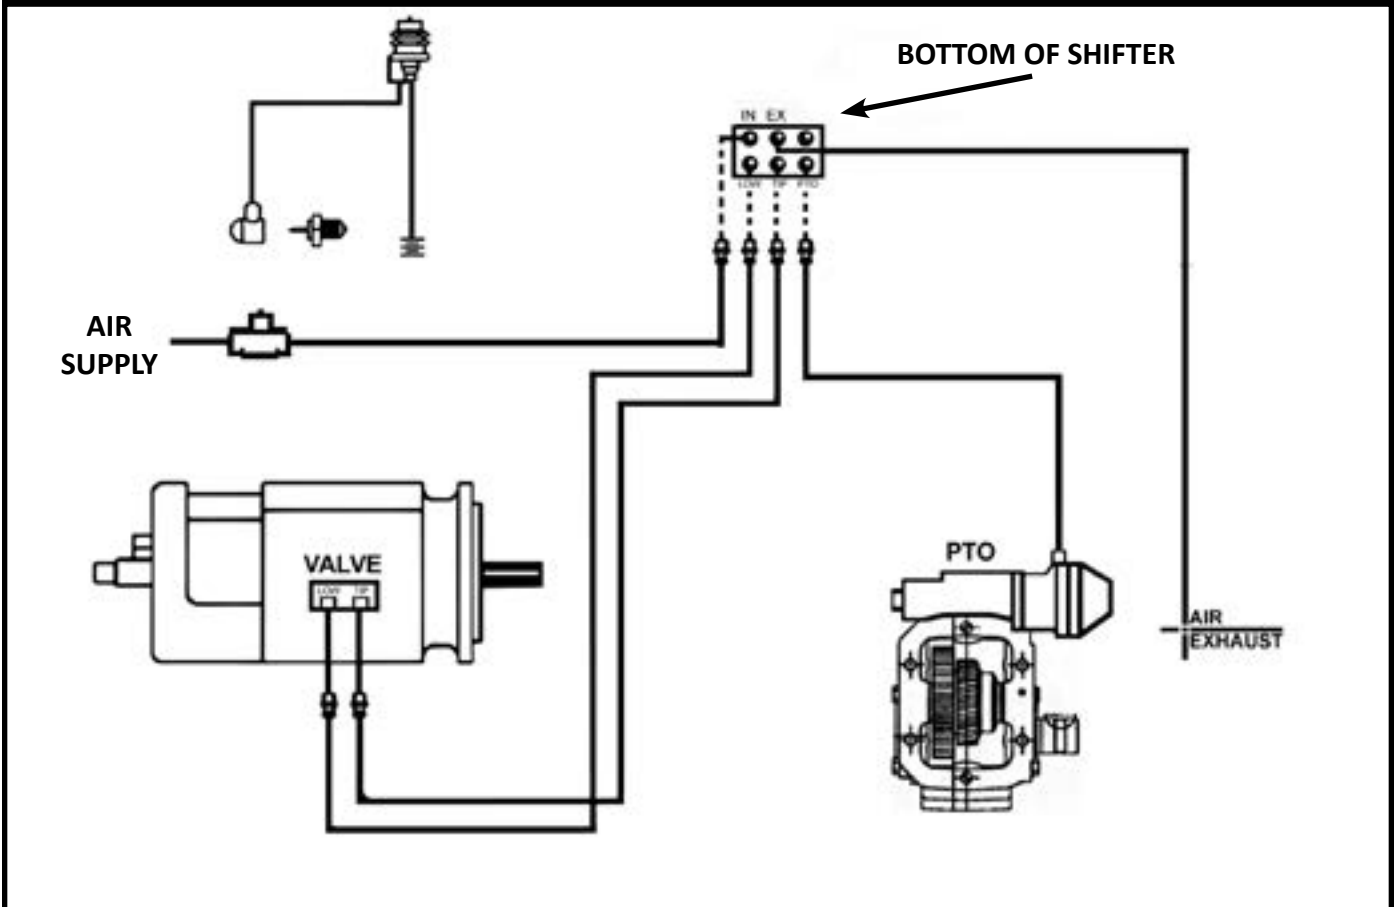 BOTTOM OF SHIFTER
IN EX
LOW TIP PTO
AIR
SUPPLY
VALVE
LOW TIP
PTO
AIR
EXHAUST